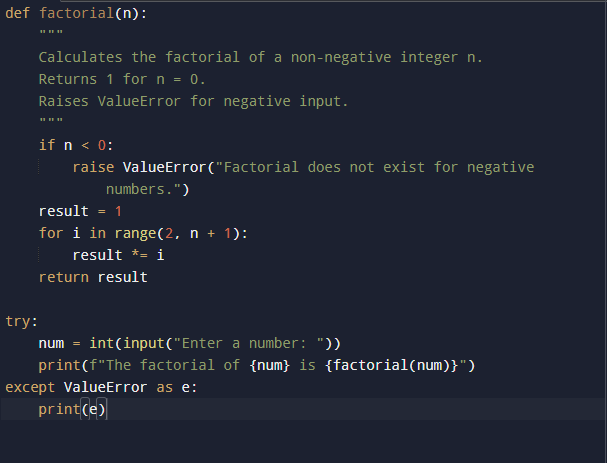 def factorial(n):
    """
    Calculates the factorial of a non-negative integer n.
    Returns 1 for n = 0.
    Raises ValueError for negative input.
    """
    if n < 0:
        raise ValueError("Factorial does not exist for negative
            numbers.")
    result = 1
    for i in range(2, n + 1):
        result *= i
    return result

try:
    num = int(input("Enter a number: "))
    print(f"The factorial of {num} is {factorial(num)}")
except ValueError as e:
    print(e)